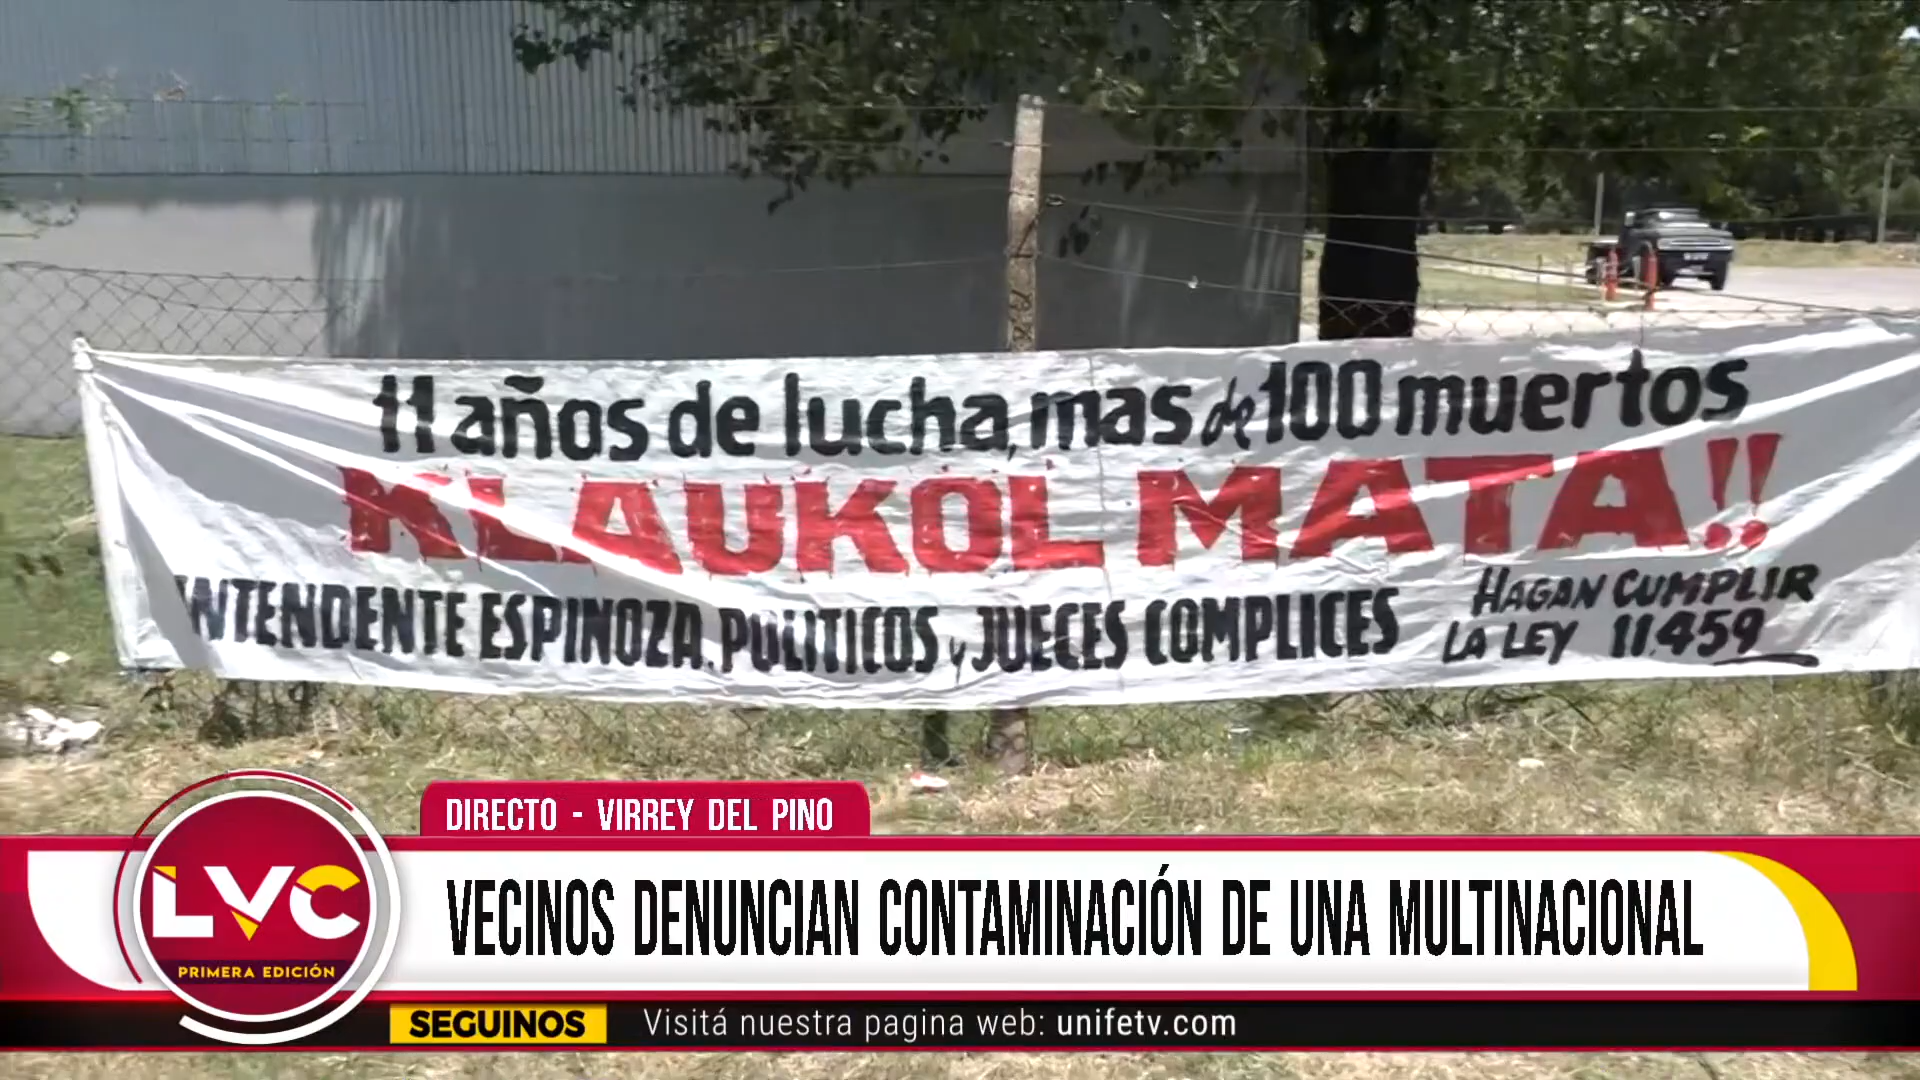 11 años de lucha, mas de 100 muertos
KLAUKOL MATA!!
INTENDENTE ESPINOZA. POLITICOS y JUECES COMPLICES
HAGAN CUMPLIR
LA LEY 11.459
DIRECTO - VIRREY DEL PINO
VECINOS DENUNCIAN CONTAMINACIÓN DE UNA MULTINACIONAL
LVC
PRIMERA EDICIÓN
SEGUINOS Visitá nuestra pagina web: unifetv.com